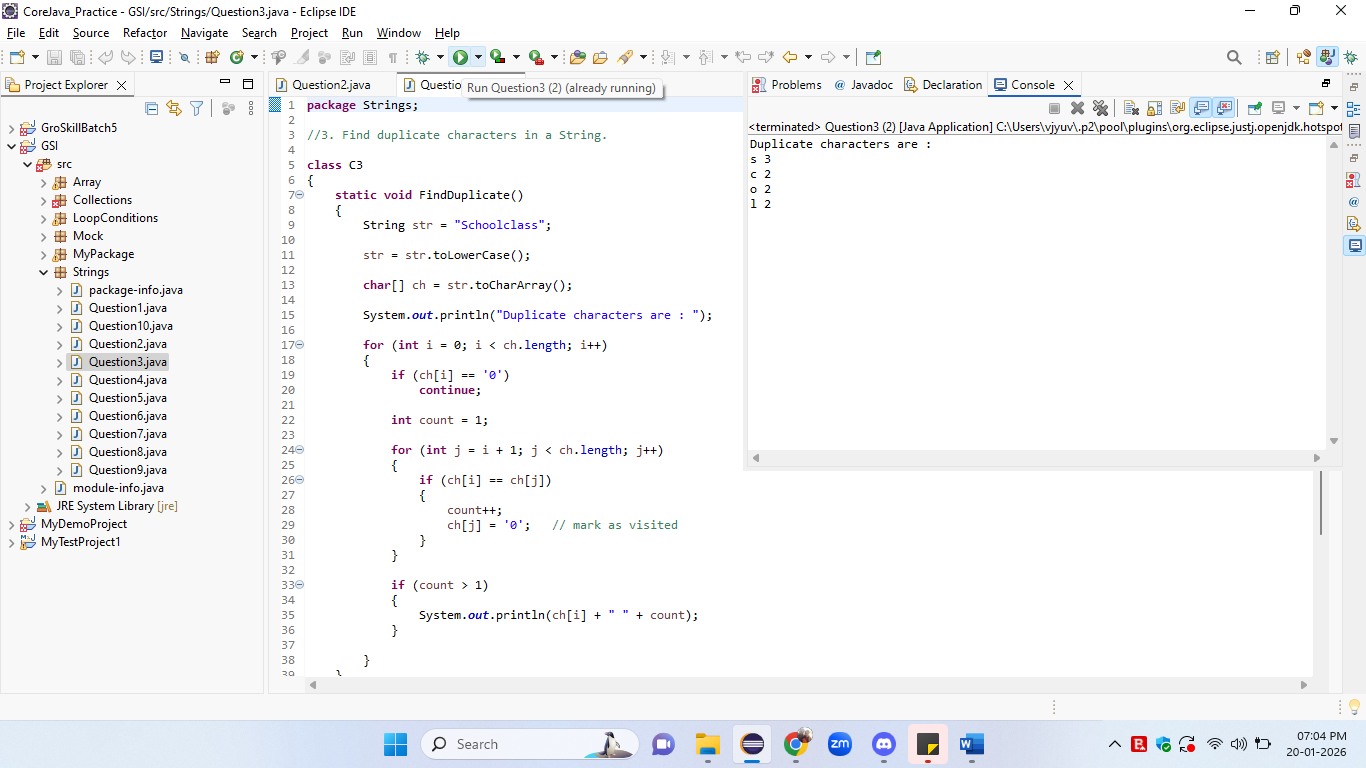 CoreJava_Practice - GSI/src/Strings/Question3.java - Eclipse IDE
File Edit Source Refactor Navigate Search Project Run Window Help
Project Explorer
GroSkillBatch5
GSI
src
Array
Collections
LoopConditions
Mock
MyPackage
Strings
package-info.java
Question1.java
Question10.java
Question2.java
Question3.java
Question4.java
Question5.java
Question6.java
Question7.java
Question8.java
Question9.java
module-info.java
JRE System Library [jre]
MyDemoProject
MyTestProject1
Question2.java
Questio
Run Question3 (2) (already running)
1 package Strings;
2
3 //3. Find duplicate characters in a String.
4
5 class C3
6 {
7 static void FindDuplicate()
8 {
9 String str = "Schoolclass";
10
11 str = str.toLowerCase();
12
13 char[] ch = str.toCharArray();
14
15 System.out.println("Duplicate characters are : ");
16
17 for (int i = 0; i < ch.length; i++)
18 {
19 if (ch[i] == '0')
20 continue;
21
22 int count = 1;
23
24 for (int j = i + 1; j < ch.length; j++)
25 {
26 if (ch[i] == ch[j])
27 {
28 count++;
29 ch[j] = '0'; // mark as visited
30 }
31 }
32
33 if (count > 1)
34 {
35 System.out.println(ch[i] + " " + count);
36 }
37
38 }
39 }
Problems Javadoc Declaration Console
<terminated> Question3 (2) [Java Application] C:\Users\vjyuv\.p2\pool\plugins\org.eclipse.justj.openjdk.hotspot
Duplicate characters are :
s 3
c 2
o 2
l 2
Search
zm
07:04 PM
20-01-2026